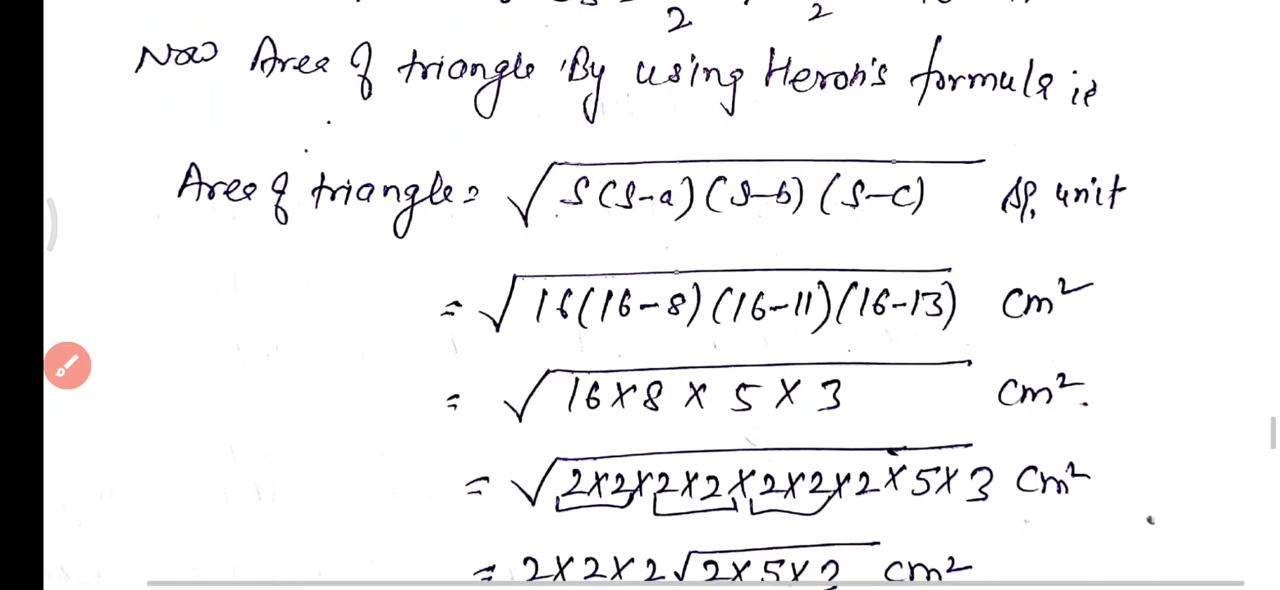 2 2
Now Area of triangle By using Heron's formula is
Area of triangle = √S(S-a)(S-b)(S-c) Sq. unit
= √16(16-8)(16-11)(16-13) cm²
= √16×8×5×3 cm².
= √2×2×2×2×2×2×2×5×3 cm²
= 2×2×2√2×5×3 cm²